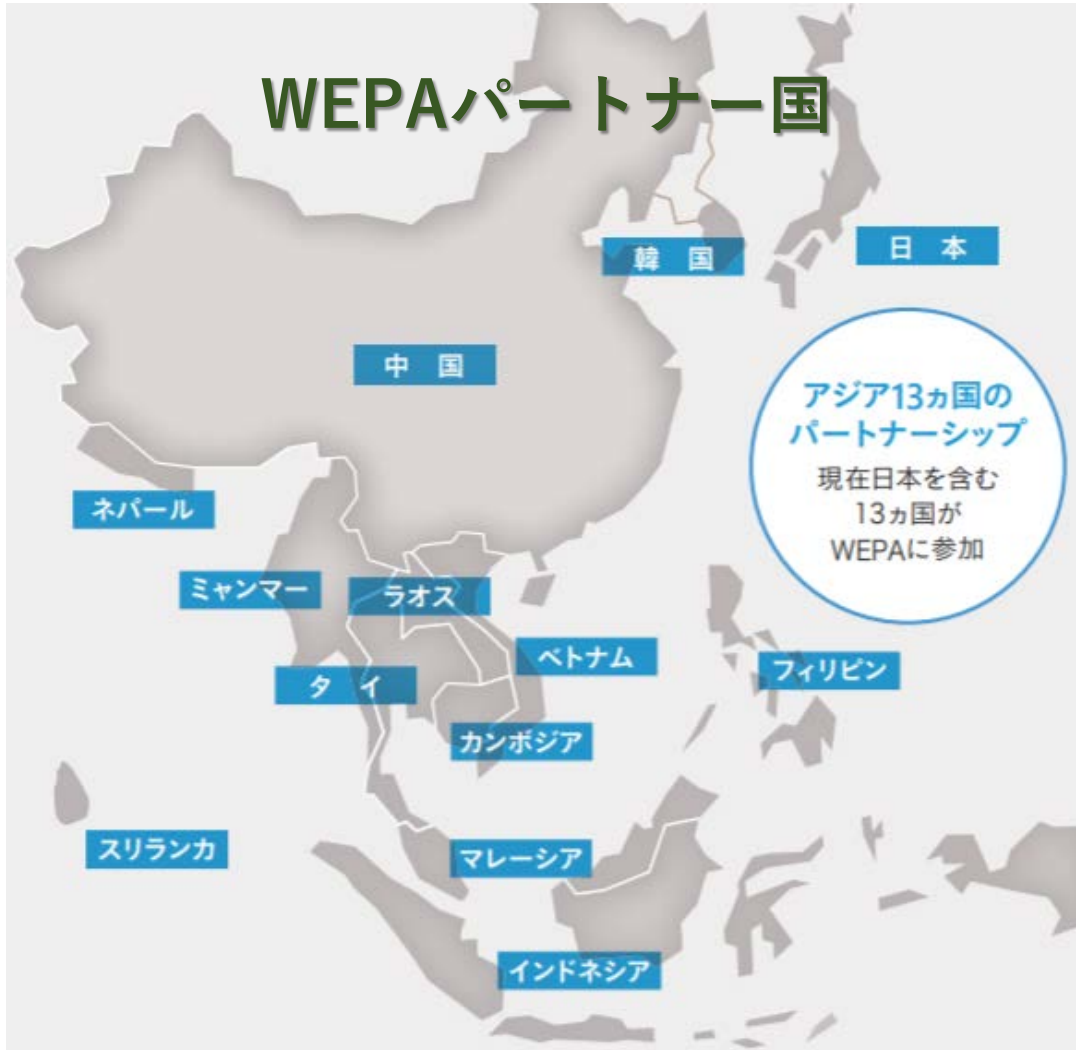 WEPAパートナー国
韓　国
日　本
中　国
アジア13ヵ国の
パートナーシップ
現在日本を含む
13ヵ国が
WEPAに参加
ネパール
ミャンマー
ラオス
ベトナム
フィリピン
タ　イ
カンボジア
スリランカ
マレーシア
インドネシア